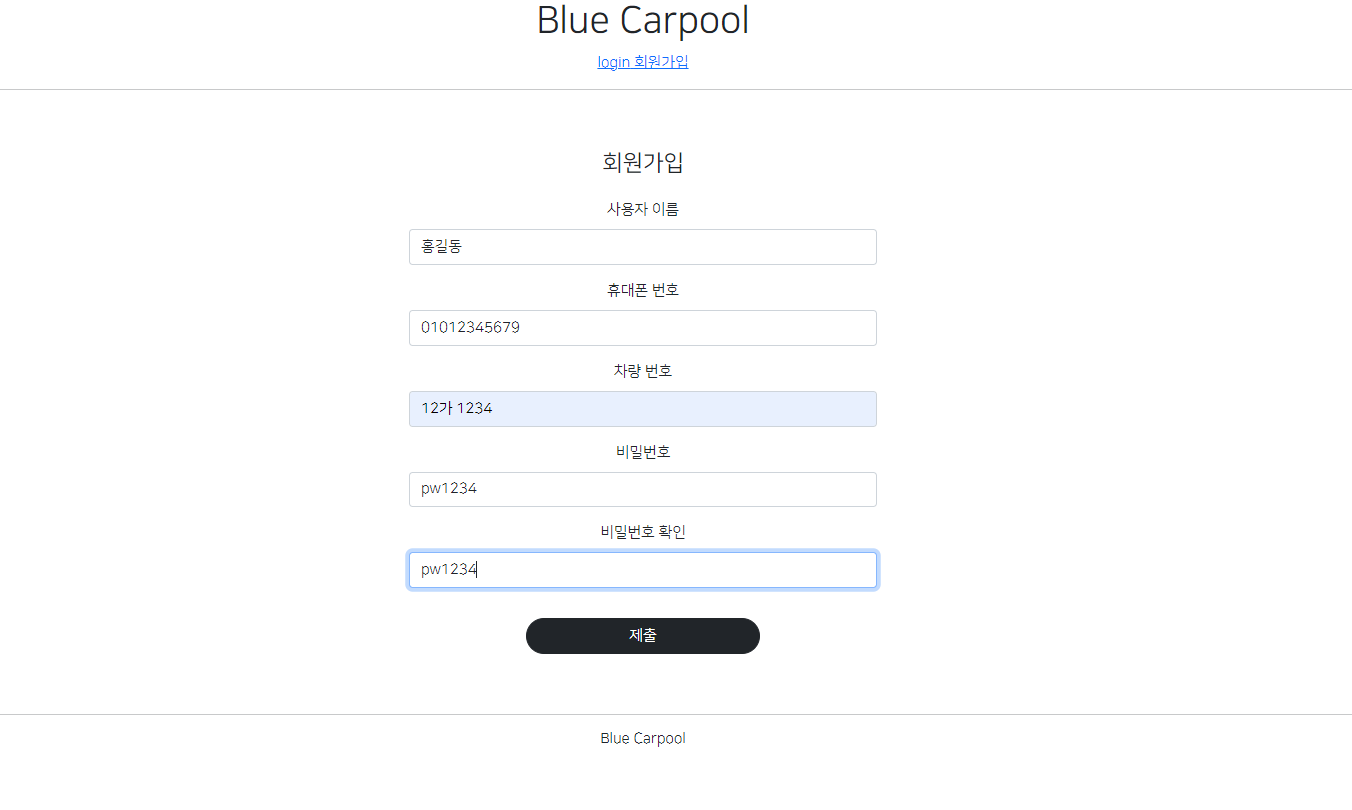 Blue Carpool
login 회원가입
회원가입
사용자 이름
홍길동
휴대폰 번호
01012345679
차량 번호
12가 1234
비밀번호
pw1234
비밀번호 확인
pw1234
제출
Blue Carpool